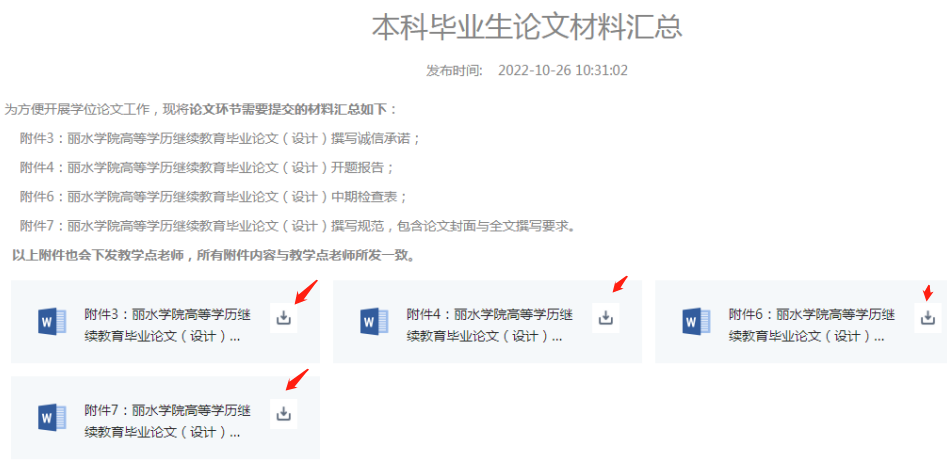 本科毕业生论文材料汇总
发布时间: 2022-10-26 10:31:02
为方便开展学位论文工作，现将论文环节需要提交的材料汇总如下：
附件3：丽水学院高等学历继续教育毕业论文（设计）撰写诚信承诺；
附件4：丽水学院高等学历继续教育毕业论文（设计）开题报告；
附件6：丽水学院高等学历继续教育毕业论文（设计）中期检查表；
附件7：丽水学院高等学历继续教育毕业论文（设计）撰写规范，包含论文封面与全文撰写要求。
以上附件也会下发教学点老师，所有附件内容与教学点老师所发一致。
W
附件3：丽水学院高等学历继
续教育毕业论文（设计）...
W
附件4：丽水学院高等学历继
续教育毕业论文（设计）...
W
附件6：丽水学院高等学历继
续教育毕业论文（设计）...
W
附件7：丽水学院高等学历继
续教育毕业论文（设计）...